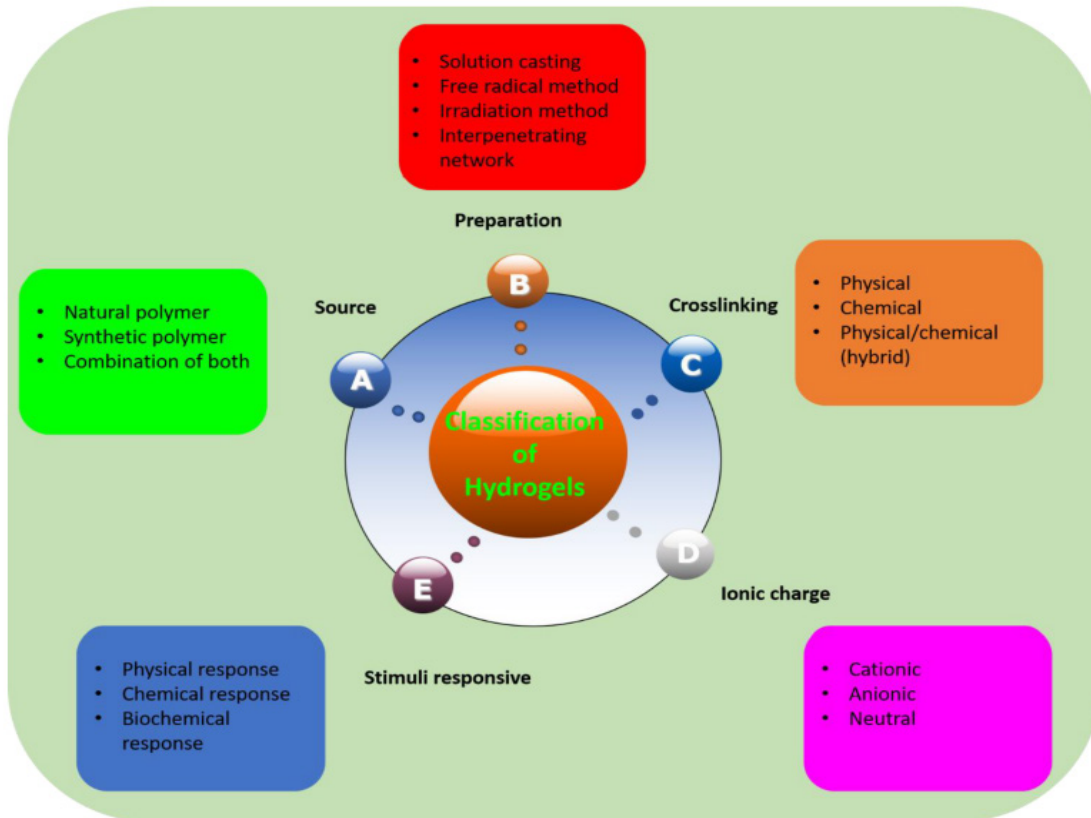 • Solution casting
• Free radical method
• Irradiation method
• Interpenetrating
network
Preparation
B
• Natural polymer
• Synthetic polymer
• Combination of both
Source
A
Crosslinking
C
• Physical
• Chemical
• Physical/chemical
(hybrid)
Classification
of
Hydrogels
D
Ionic charge
• Cationic
• Anionic
• Neutral
E
Stimuli responsive
• Physical response
• Chemical response
• Biochemical
response